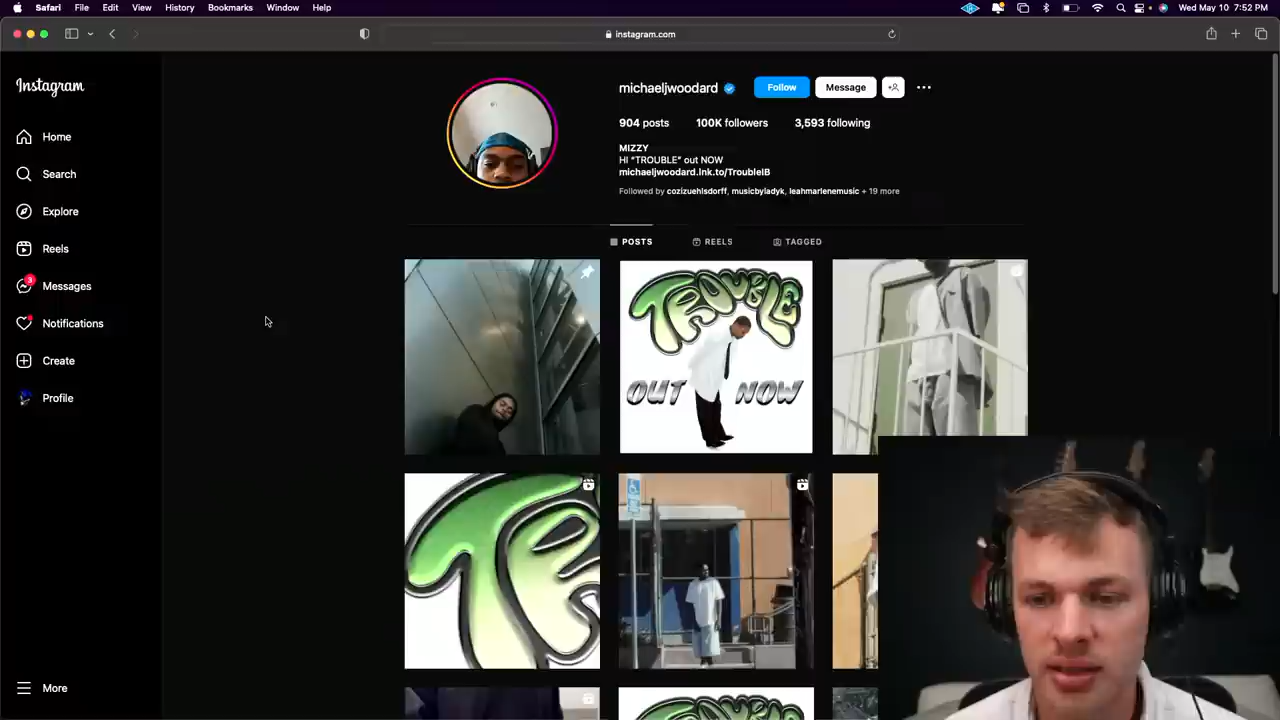 Safari File Edit View History Bookmarks Window Help Wed May 10 7:52 PM
instagram.com
Instagram
Home
Search
Explore
Reels
3
Messages
Notifications
Create
Profile
More
michaeljwoodard Follow Message
904 posts 100K followers 3,593 following
MIZZY
HI "TROUBLE" out NOW
michaeljwoodard.lnk.to/TroubleIB
Followed by cozizuehlsdorff, musicbyladyk, leahmarlenemusic + 19 more
POSTS REELS TAGGED
TROUBLE
OUT NOW